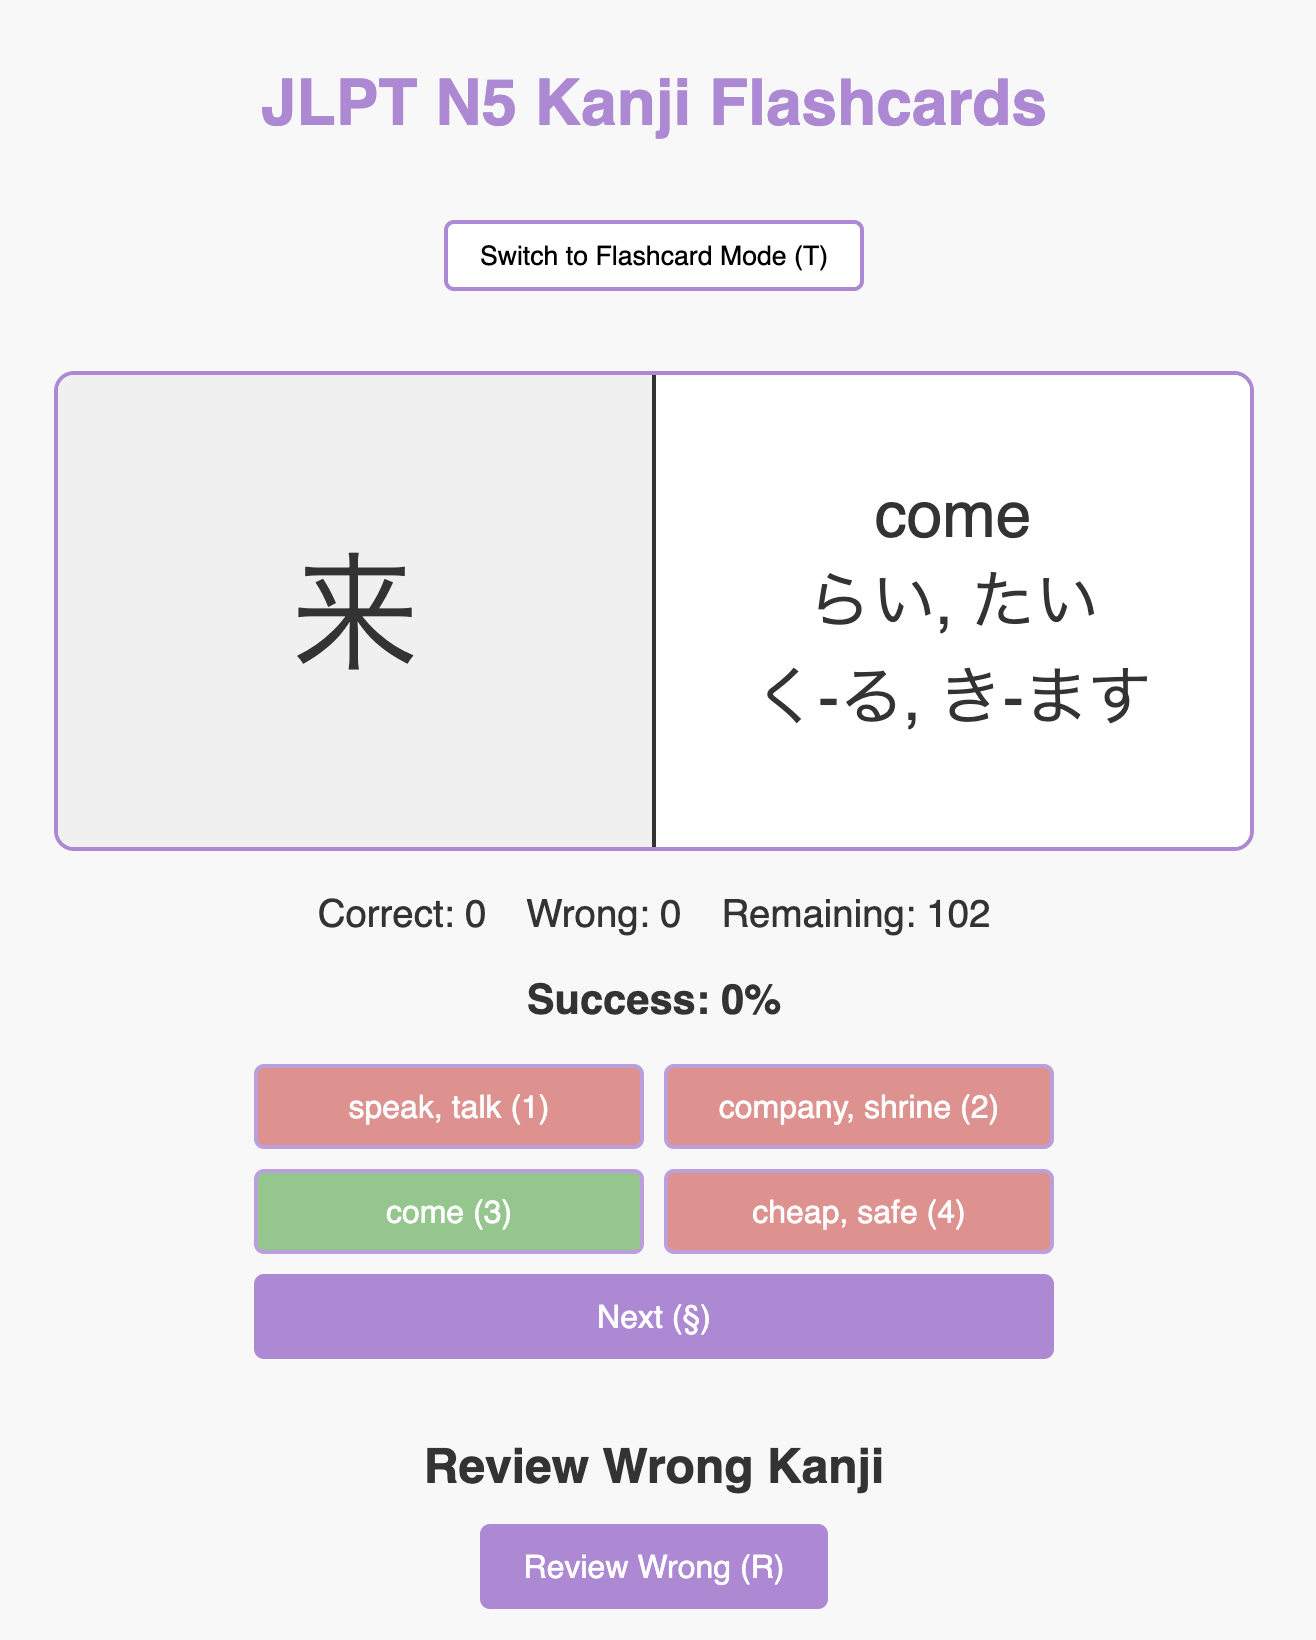 JLPT N5 Kanji Flashcards
Switch to Flashcard Mode (T)
来
come
らい, たい
く-る, き-ます
Correct: 0 Wrong: 0 Remaining: 102
Success: 0%
speak, talk (1)
company, shrine (2)
come (3)
cheap, safe (4)
Next (§)
Review Wrong Kanji
Review Wrong (R)